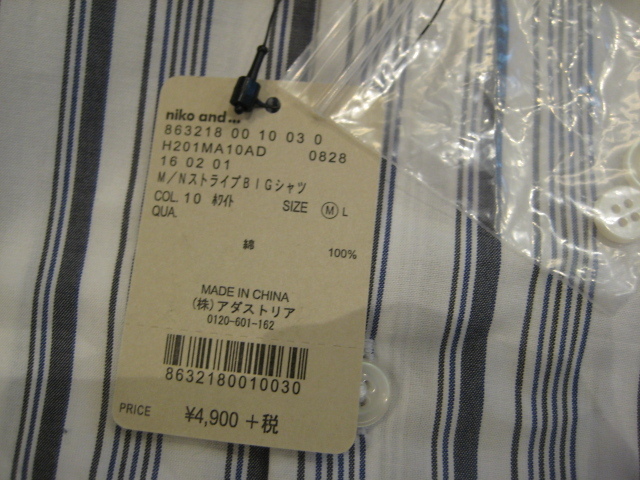 niko and ...
863218 00 10 03 0
H201MA10AD 0828
16 02 01
M/NストライプBIGシャツ
COL. 10 ホワイト SIZE Ⓜ L
QUA.
綿 100%
MADE IN CHINA
(株)アダストリア
0120-601-162
8632180010030
PRICE ¥4,900 +税